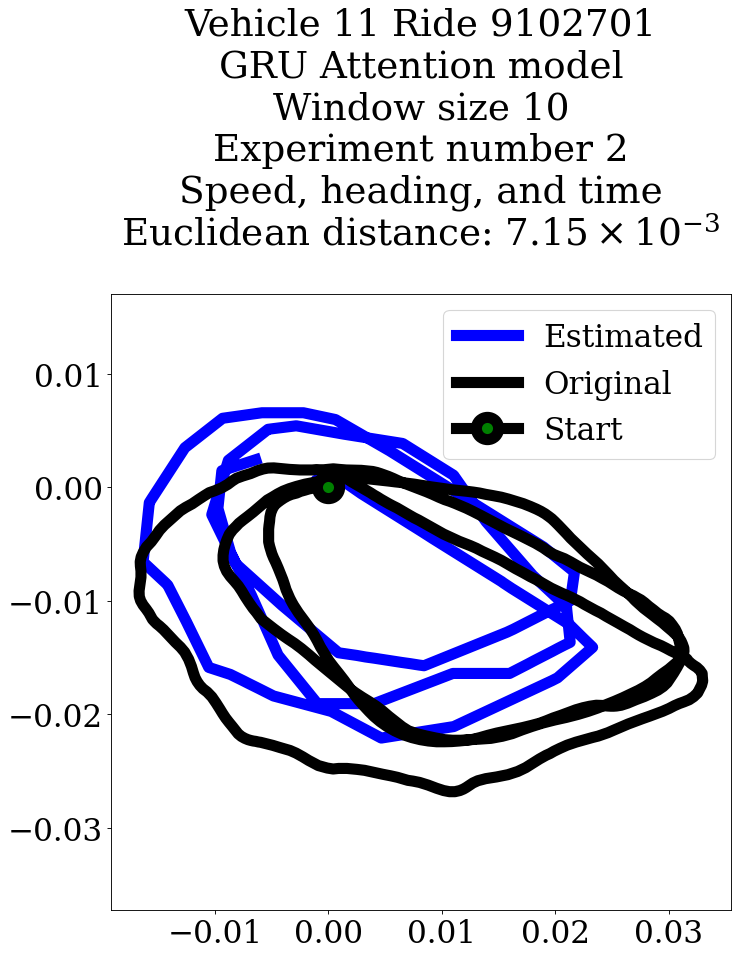 Vehicle 11 Ride 9102701
GRU Attention model
Window size 10
Experiment number 2
Speed, heading, and time
Euclidean distance: 7.15 × 10⁻³
Estimated
Original
Start
0.01
0.00
−0.01
−0.02
−0.03
−0.01 0.00 0.01 0.02 0.03